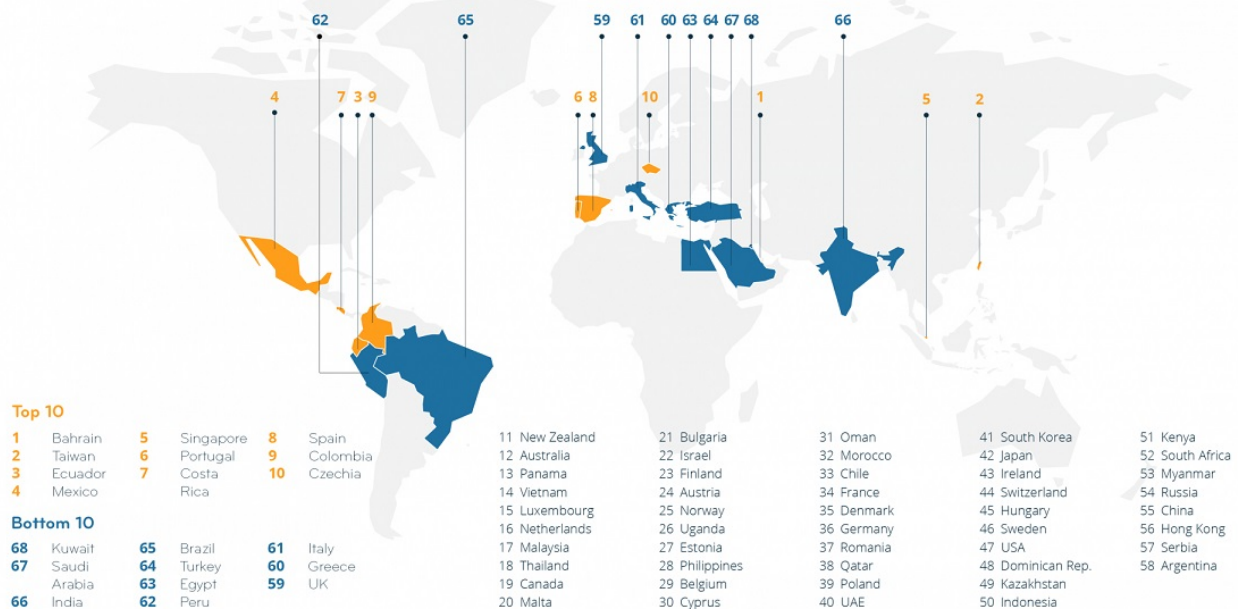 62 65 59 61 60 63 64 67 68 66
4 7 3 9 6 8 10 1 5 2
Top 10
1 Bahrain
2 Taiwan
3 Ecuador
4 Mexico
5 Singapore
6 Portugal
7 Costa
Rica
8 Spain
9 Colombia
10 Czechia
Bottom 10
68 Kuwait
67 Saudi
Arabia
66 India
65 Brazil
64 Turkey
63 Egypt
62 Peru
61 Italy
60 Greece
59 UK
11 New Zealand
12 Australia
13 Panama
14 Vietnam
15 Luxembourg
16 Netherlands
17 Malaysia
18 Thailand
19 Canada
20 Malta
21 Bulgaria
22 Israel
23 Finland
24 Austria
25 Norway
26 Uganda
27 Estonia
28 Philippines
29 Belgium
30 Cyprus
31 Oman
32 Morocco
33 Chile
34 France
35 Denmark
36 Germany
37 Romania
38 Qatar
39 Poland
40 UAE
41 South Korea
42 Japan
43 Ireland
44 Switzerland
45 Hungary
46 Sweden
47 USA
48 Dominican Rep.
49 Kazakhstan
50 Indonesia
51 Kenya
52 South Africa
53 Myanmar
54 Russia
55 China
56 Hong Kong
57 Serbia
58 Argentina